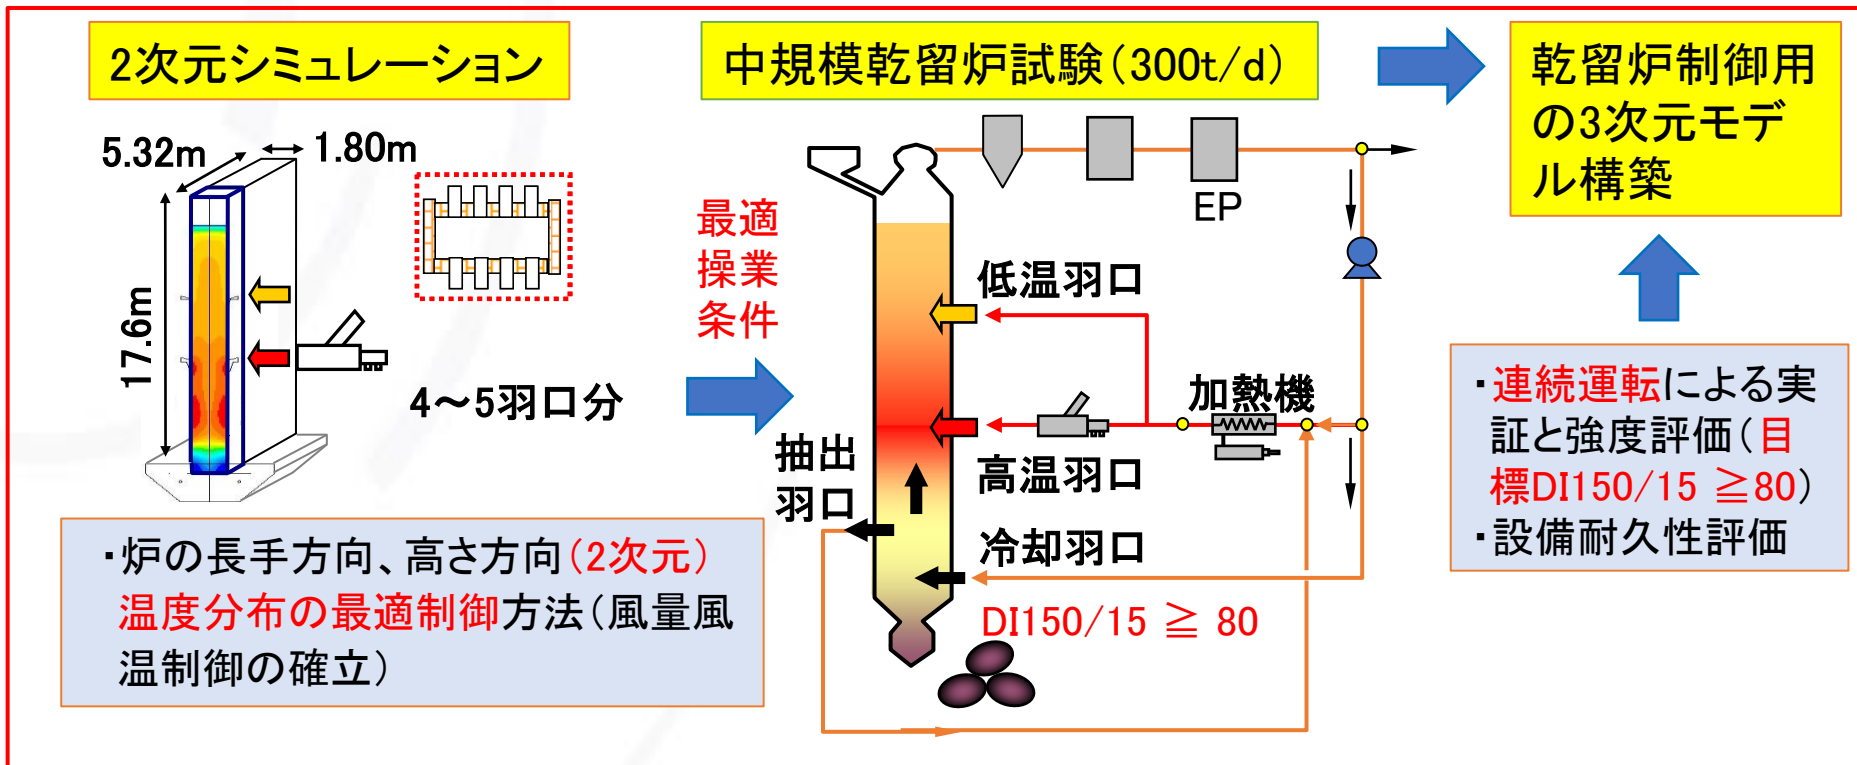 2次元シミュレーション
5.32m
1.80m
17.6m
4～5羽口分
・炉の長手方向、高さ方向(2次元)
温度分布の最適制御方法(風量風
温制御の確立)
最適
操業
条件
中規模乾留炉試験(300t/d)
EP
低温羽口
加熱機
高温羽口
抽出
羽口
冷却羽口
DI150/15 ≧ 80
乾留炉制御用
の3次元モデ
ル構築
・連続運転による実
証と強度評価(目
標DI150/15 ≧80)
・設備耐久性評価